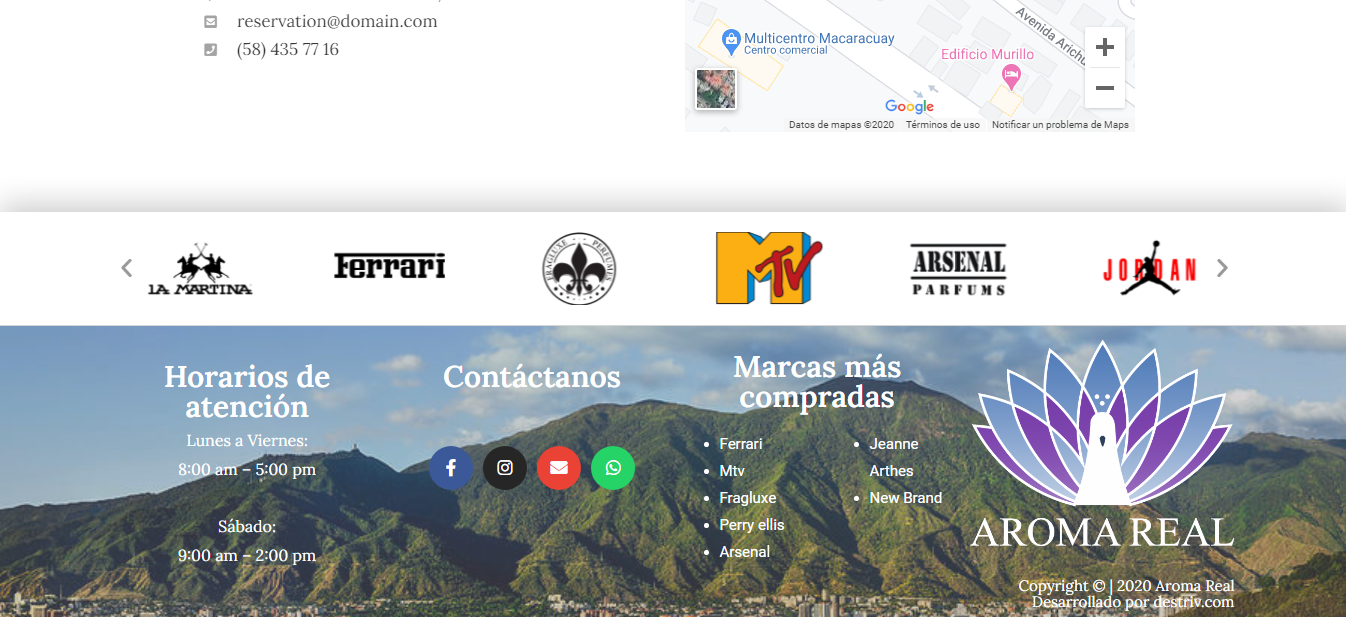 reservation@domain.com
(58) 435 77 16
Avenida Arichu
Multicentro Macaracuay
Centro comercial
Edificio Murillo
Google
Datos de mapas ©2020 Términos de uso Notificar un problema de Maps
LA MARTINA
Ferrari
FRAGLUXE PERFUMES
MTV
ARSENAL
PARFUMS
JORDAN
Horarios de
atención
Lunes a Viernes:
8:00 am – 5:00 pm
Sábado:
9:00 am – 2:00 pm
Contáctanos
Marcas más
compradas
Ferrari
Mtv
Fragluxe
Perry ellis
Arsenal
Jeanne
Arthes
New Brand
AROMA REAL
Copyright © | 2020 Aroma Real
Desarrollado por destriv.com